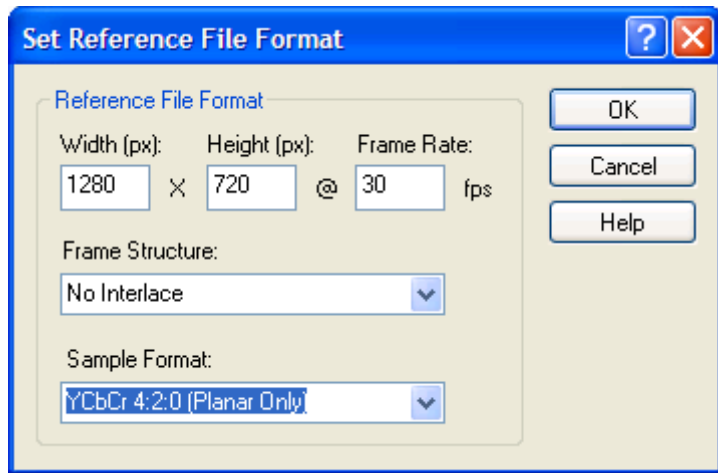 Set Reference File Format
?
Reference File Format
OK
Width (px): Height (px): Frame Rate:
1280 X 720 @ 30 fps
Cancel
Help
Frame Structure:
No Interlace
Sample Format:
YCbCr 4:2:0 (Planar Only)